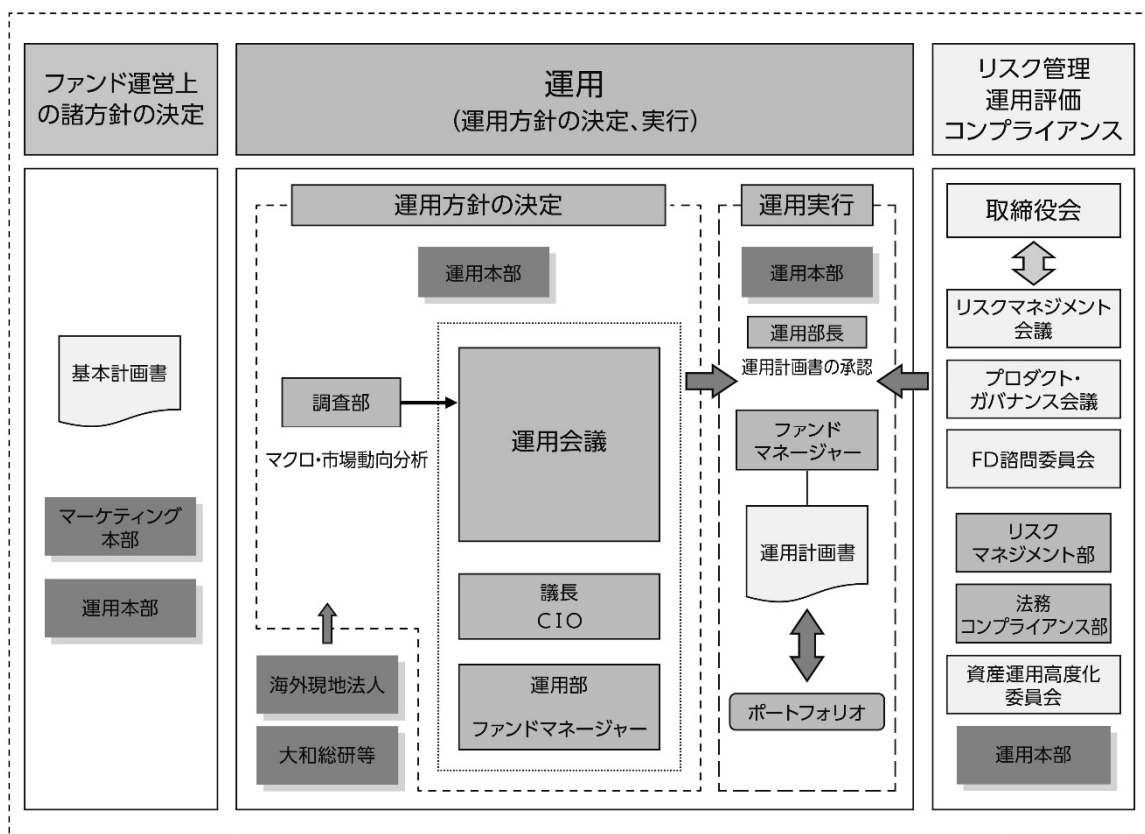 ファンド運営上
の諸方針の決定
基本計画書
マーケティング
本部
運用本部
運用
（運用方針の決定、実行）
運用方針の決定
運用本部
調査部
マクロ・市場動向分析
運用会議
議長
CIO
運用部
ファンドマネージャー
海外現地法人
大和総研等
運用実行
運用本部
運用部長
運用計画書の承認
ファンド
マネージャー
運用計画書
ポートフォリオ
リスク管理
運用評価
コンプライアンス
取締役会
リスクマネジメント
会議
プロダクト・
ガバナンス会議
FD諮問委員会
リスク
マネジメント部
法務
コンプライアンス部
資産運用高度化
委員会
運用本部